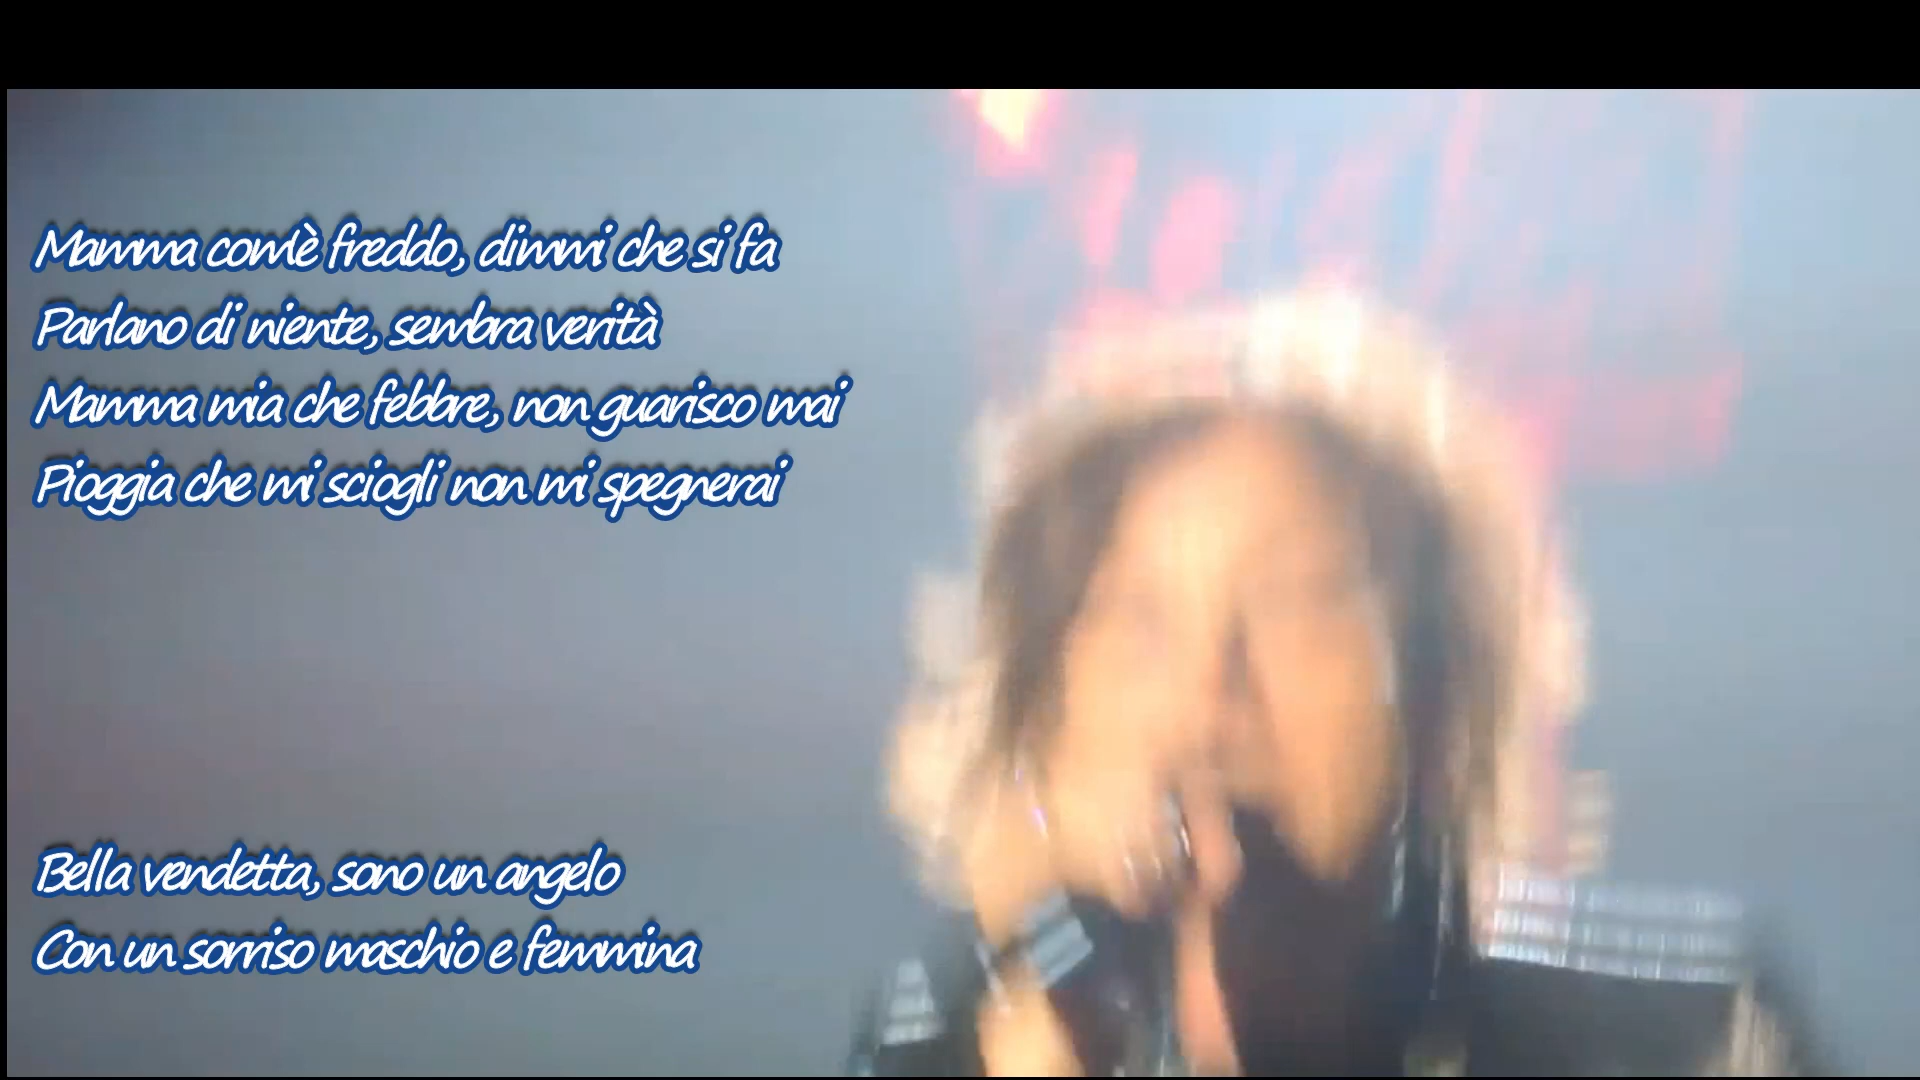 Mamma com'è freddo, dimmi che si fa
Parlano di niente, sembra verità
Mamma mia che febbre, non guarisco mai
Pioggia che mi sciogli non mi spegnerai
Bella vendetta, sono un angelo
Con un sorriso maschio e femmina